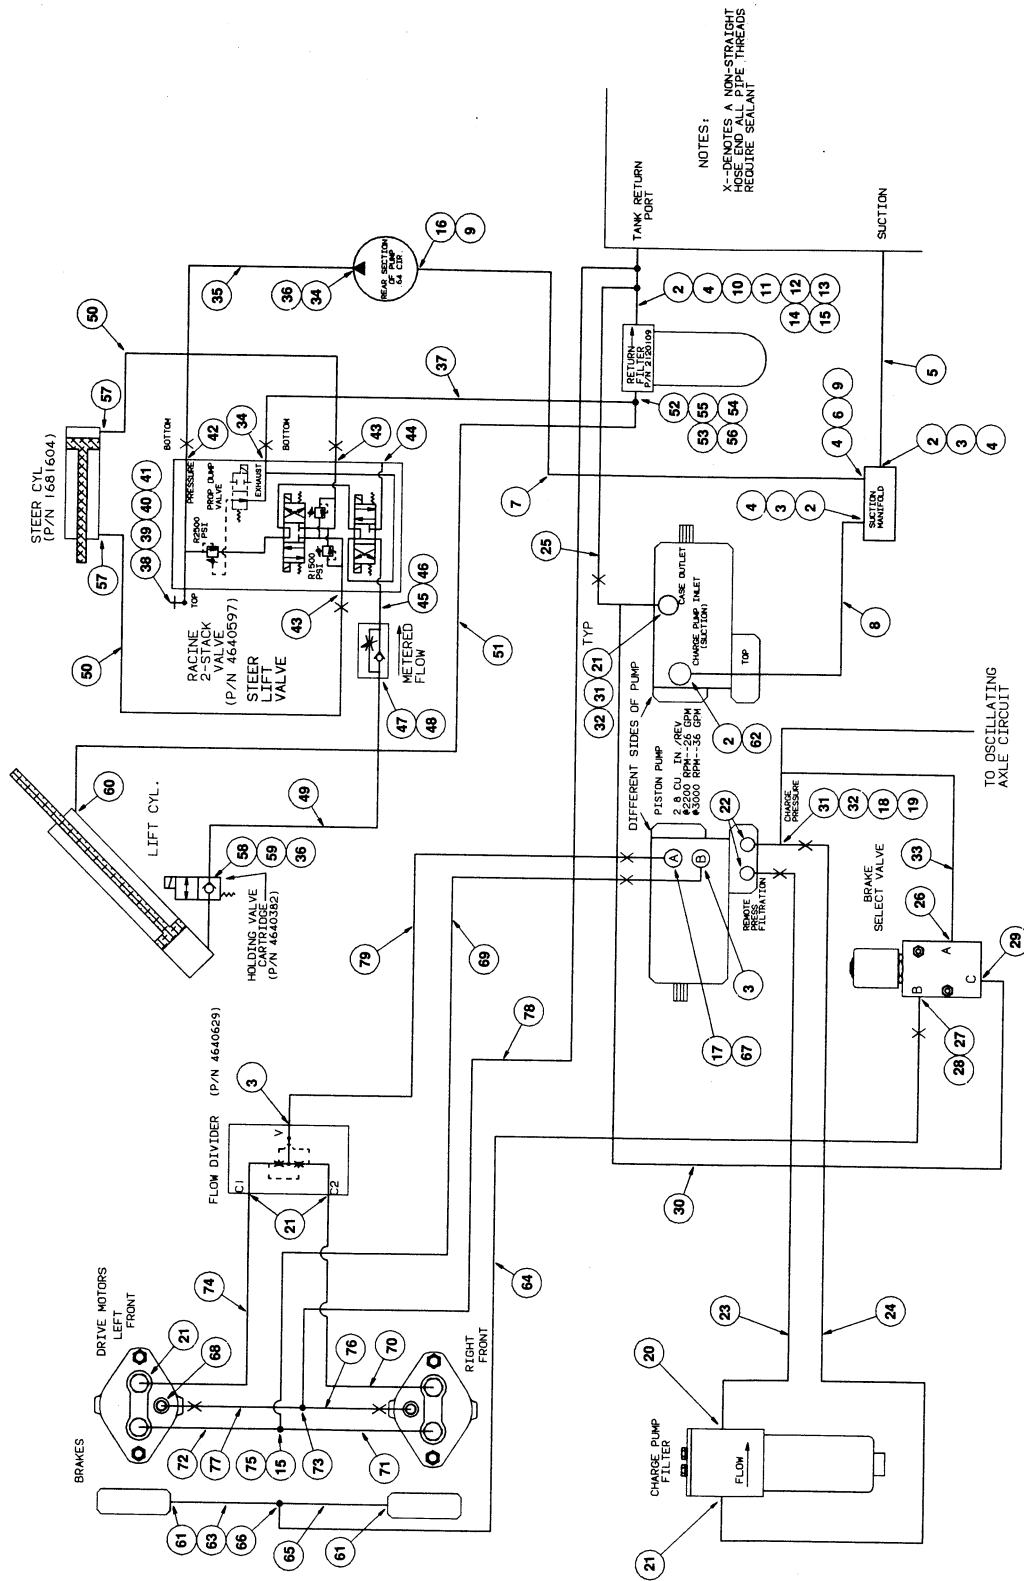 STEER CYL
(P/N 1681604)
57
57
50
50
BOTTOM
BOTTOM
TOP
38
39
40
41
42
34
PRESSURE
PROP DUMP
VALVE
EXHAUST
R2500
PSI
R1500
PSI
43
43
44
RACINE
2-STACK
VALVE
(P/N 4640597)
STEER
LIFT
VALVE
45
46
METERED
FLOW
47
48
35
36
34
REAR SECTION
OF PUMP
.64 CIR.
16
9
37
51
7
LIFT CYL.
60
49
58
59
36
HOLDING VALVE
CARTRIDGE
(P/N 4640382)
TANK RETURN
PORT
SUCTION
NOTES:
X--DENOTES A NON-STRAIGHT
HOSE END ALL PIPE THREADS
REQUIRE SEALANT
2
4
10
11
12
13
14
15
RETURN
FILTER
P/N 2120109
52
55
54
53
56
5
4
6
9
2
3
4
SUCTION
MANIFOLD
4
3
2
25
TYP
8
CASE OUTLET
CHARGE PUMP INLET
(SUCTION)
TOP
32
31
21
2
62
DIFFERENT SIDES OF PUMP
PISTON PUMP
2.8 CU. IN./REV
@2200 RPM--26 GPM
@3000 RPM--36 GPM
A
B
22
REMOTE
PRESS
FILTRATION
CHARGE
PRESSURE
31
32
18
19
17
67
3
TO OSCILLATING
AXLE CIRCUIT
33
BRAKE
SELECT VALVE
26
A
B
C
29
27
28
30
79
69
78
FLOW DIVIDER (P/N 4640629)
3
V
C1
C2
21
74
64
DRIVE MOTORS
LEFT
FRONT
21
68
76
70
RIGHT
FRONT
72
77
75
15
73
71
BRAKES
61
63
66
65
61
23
24
20
CHARGE PUMP
FILTER
FLOW
21